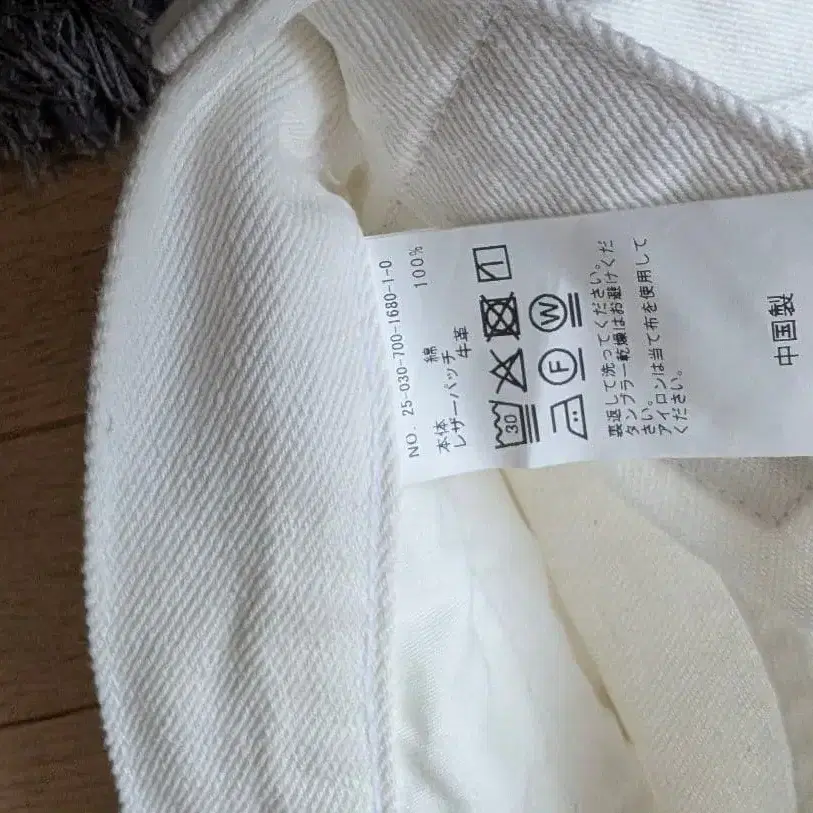 NO. 25-030-700-1680-1-0
本体 綿 100%
レザーパッチ 牛革
30
F W
裏返して洗ってください。
タンブラー乾燥はお避けくだ
さい。
アイロンは当て布を使用して
ください。
中国製